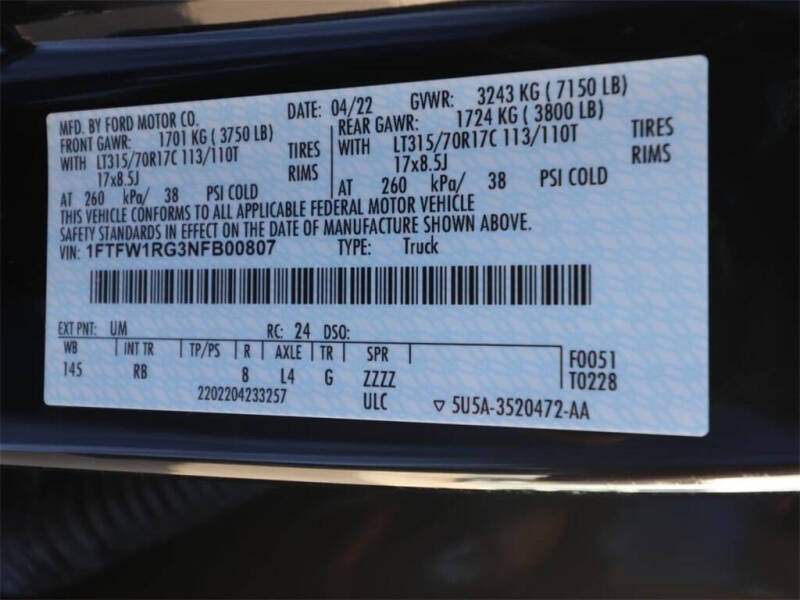 MFD. BY FORD MOTOR CO. DATE: 04/22 GVWR: 3243 KG ( 7150 LB)
FRONT GAWR: 1701 KG ( 3750 LB) REAR GAWR: 1724 KG ( 3800 LB)
WITH LT315/70R17C 113/110T TIRES WITH LT315/70R17C 113/110T TIRES
17x8.5J RIMS 17x8.5J RIMS
AT 260 kPa/ 38 PSI COLD AT 260 kPa/ 38 PSI COLD
THIS VEHICLE CONFORMS TO ALL APPLICABLE FEDERAL MOTOR VEHICLE
SAFETY STANDARDS IN EFFECT ON THE DATE OF MANUFACTURE SHOWN ABOVE.
VIN: 1FTFW1RG3NFB00807 TYPE: Truck
EXT PNT: UM RC: 24 DSO:
WB INT TR TP/PS R AXLE TR SPR F0051
145 RB 8 L4 G ZZZZ T0228
2202204233257 ULC ▽ 5U5A-3520472-AA